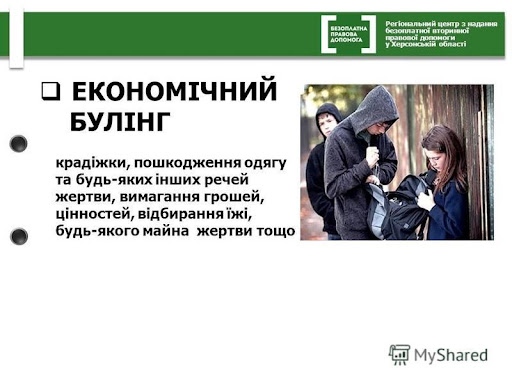 БЕЗОПЛАТНА
ПРАВОВА
ДОПОМОГА
Регіональний центр з надання
безоплатної вторинної
правової допомоги
у Херсонській області
ЕКОНОМІЧНИЙ
БУЛІНГ
крадіжки, пошкодження одягу
та будь-яких інших речей
жертви, вимагання грошей,
цінностей, відбирання їжі,
будь-якого майна жертви тощо
MyShared